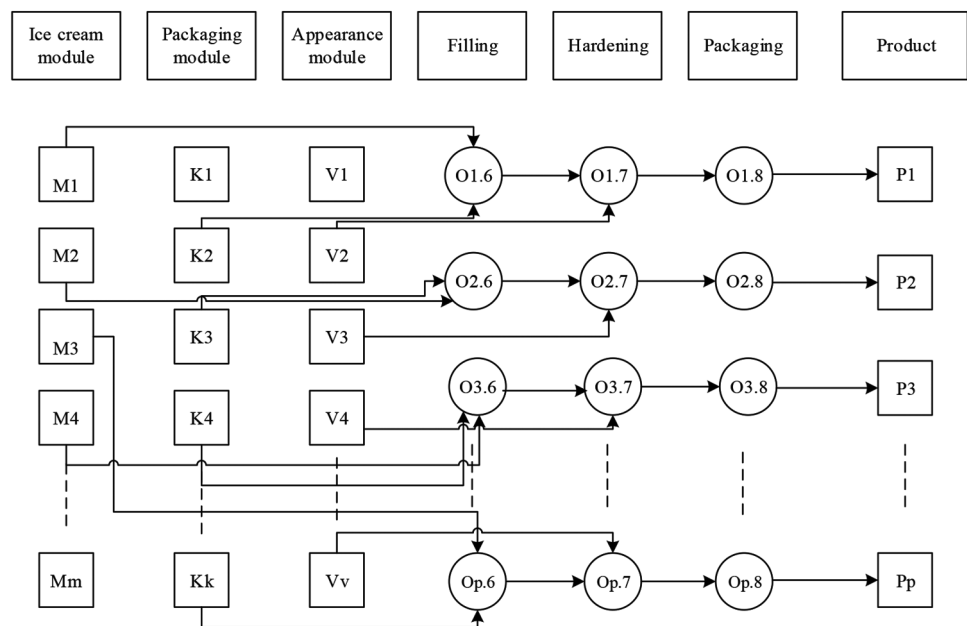 Ice cream
module
Packaging
module
Appearance
module
Filling
Hardening
Packaging
Product
M1
K1
V1
O1.6
O1.7
O1.8
P1
M2
K2
V2
O2.6
O2.7
O2.8
P2
M3
K3
V3
M4
K4
V4
O3.6
O3.7
O3.8
P3
Mm
Kk
Vv
Op.6
Op.7
Op.8
Pp